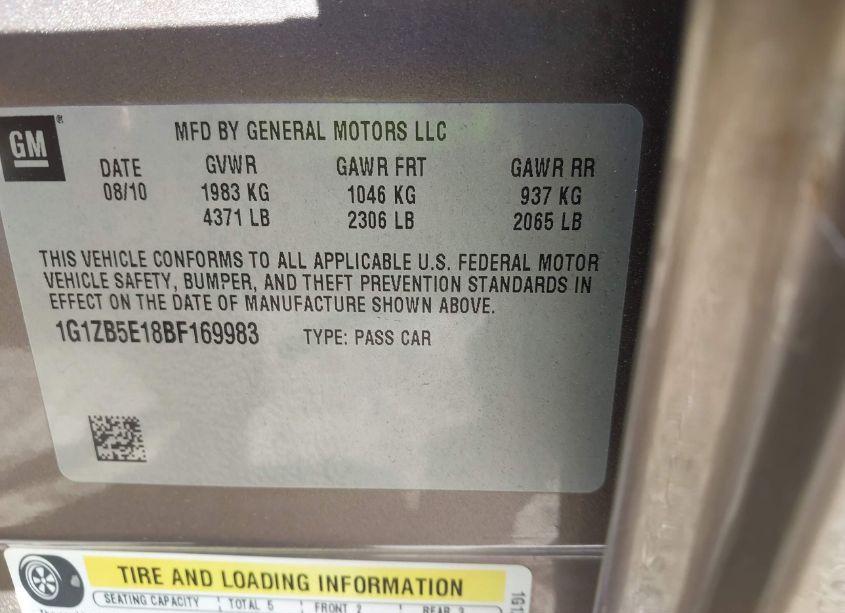 GM
®
MFD BY GENERAL MOTORS LLC
DATE GVWR GAWR FRT GAWR RR
08/10 1983 KG 1046 KG 937 KG
4371 LB 2306 LB 2065 LB
THIS VEHICLE CONFORMS TO ALL APPLICABLE U.S. FEDERAL MOTOR
VEHICLE SAFETY, BUMPER, AND THEFT PREVENTION STANDARDS IN
EFFECT ON THE DATE OF MANUFACTURE SHOWN ABOVE.
1G1ZB5E18BF169983 TYPE: PASS CAR
TIRE AND LOADING INFORMATION
SEATING CAPACITY TOTAL 5 FRONT 2 REAR 3